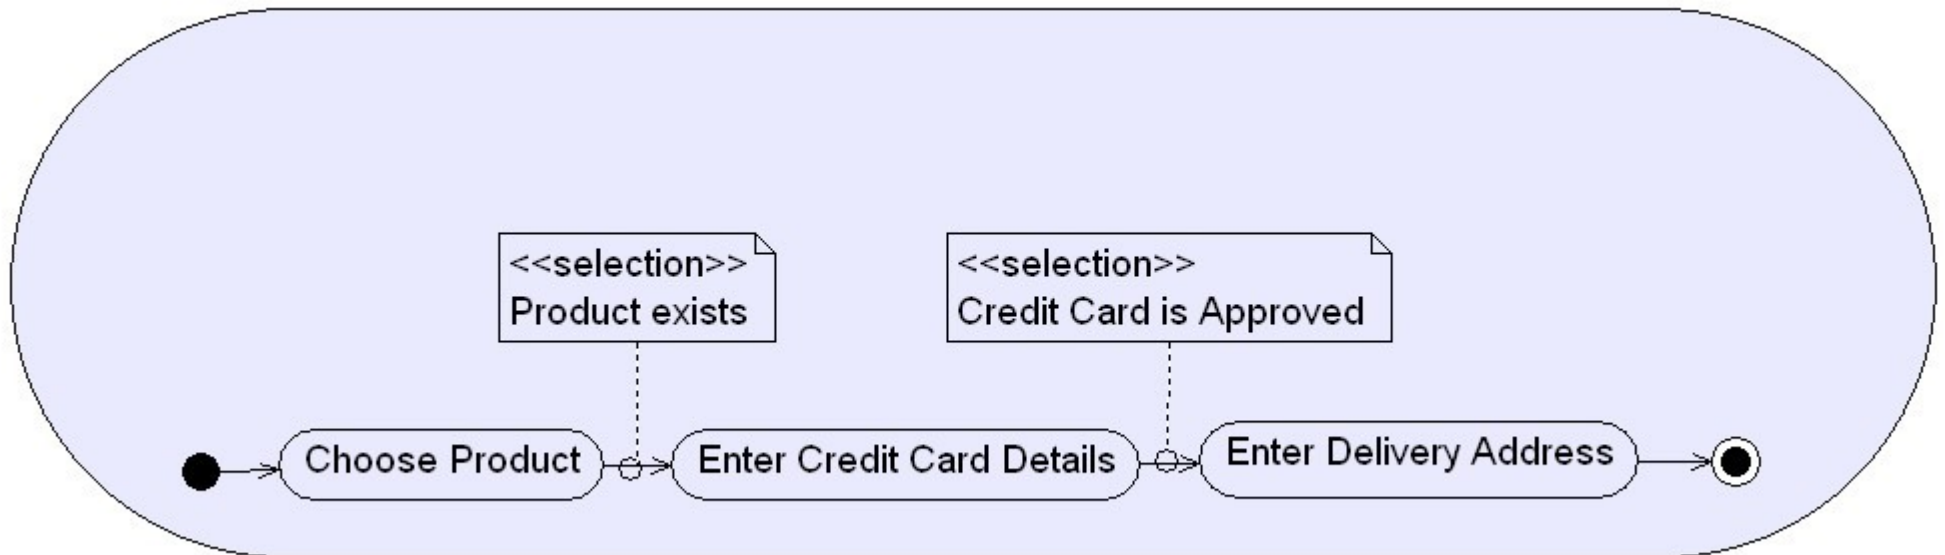 <<selection>>
Product exists
<<selection>>
Credit Card is Approved
Choose Product
Enter Credit Card Details
Enter Delivery Address